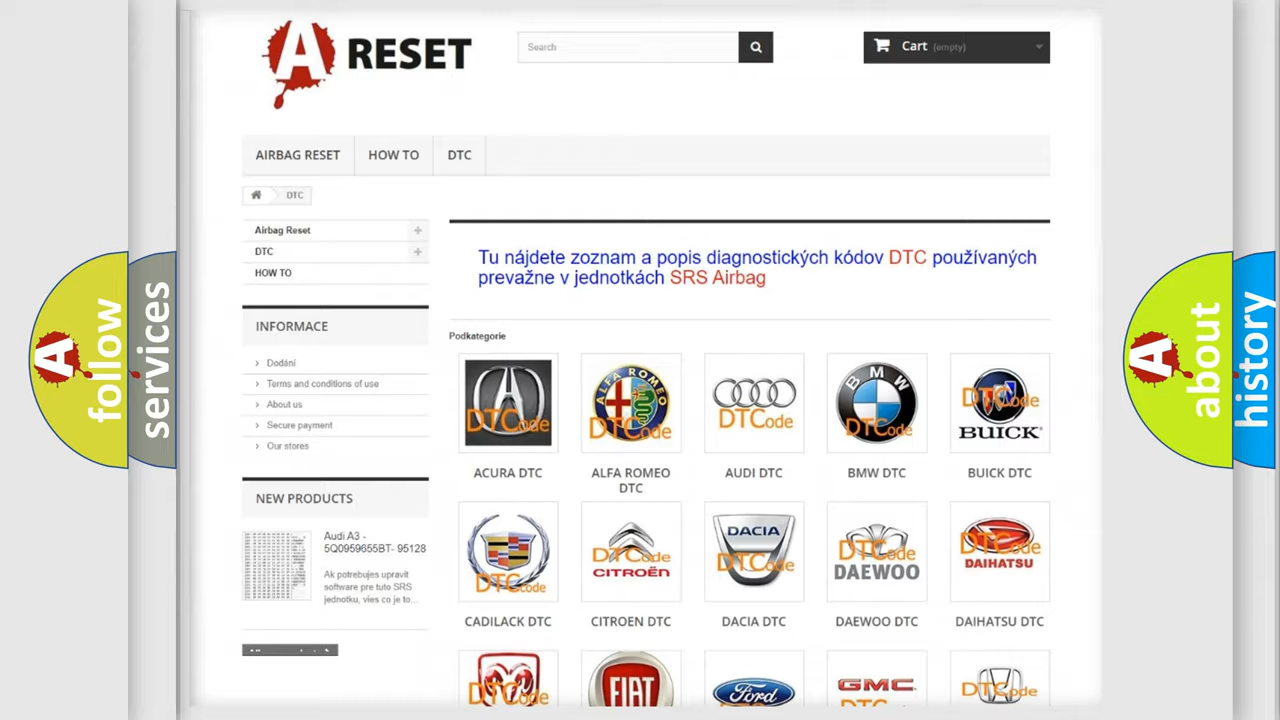 A RESET
Search
Cart (empty)
AIRBAG RESET
HOW TO
DTC
DTC
Airbag Reset
DTC
HOW TO
INFORMACE
Dodání
Terms and conditions of use
About us
Secure payment
Our stores
NEW PRODUCTS
Audi A3 -
5Q0959655BT- 95128
Ak potrebujes upravit
software pre tuto SRS
jednotku, vies co je to...
Tu nájdete zoznam a popis diagnostických kódov DTC používaných
prevažne v jednotkách SRS Airbag
Podkategorie
DTCode
ALFA ROMEO
DTCode
DTCode
BMW
DTCode
DTCode
BUICK
ACURA DTC
ALFA ROMEO
DTC
AUDI DTC
BMW DTC
BUICK DTC
DTCode
DTCode
CITROËN
DACIA
DTCode
DTCode
DAEWOO
DTCode
DAIHATSU
CADILACK DTC
CITROEN DTC
DACIA DTC
DAEWOO DTC
DAIHATSU DTC
DTCode
FIAT
Ford
GMC
DTCode
A follow
services
A about
history